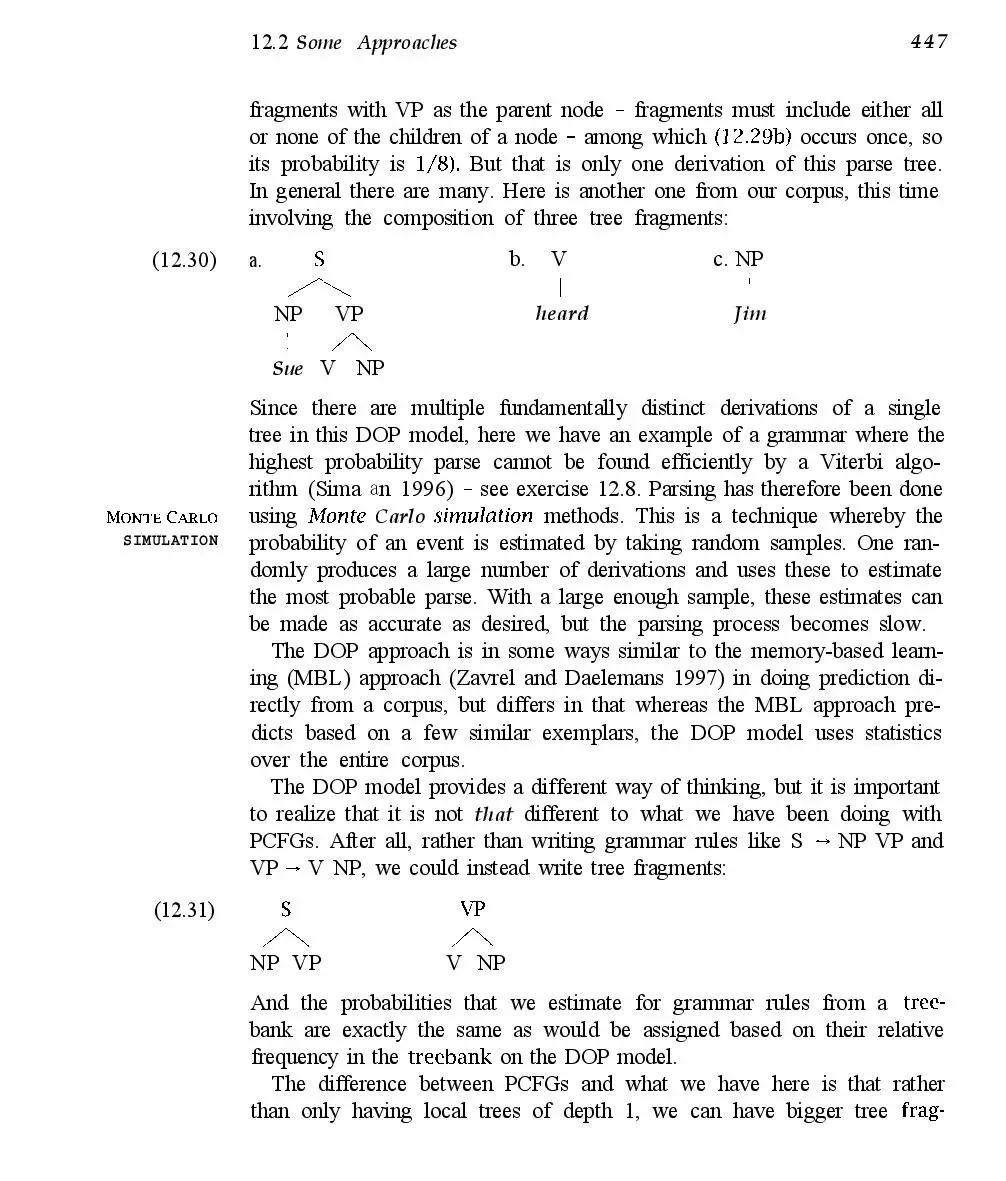 12.2 Some Approaches 447
fragments with VP as the parent node – fragments must include either all
or none of the children of a node – among which (12.29b) occurs once, so
its probability is 1/8). But that is only one derivation of this parse tree.
In general there are many. Here is another one from our corpus, this time
involving the composition of three tree fragments:
(12.30) a. S b. V c. NP
NP VP heard Jim
Sue V NP
Since there are multiple fundamentally distinct derivations of a single
tree in this DOP model, here we have an example of a grammar where the
highest probability parse cannot be found efficiently by a Viterbi algo-
rithm (Sima an 1996) – see exercise 12.8. Parsing has therefore been done
MONTE CARLO using Monte Carlo simulation methods. This is a technique whereby the
SIMULATION probability of an event is estimated by taking random samples. One ran-
domly produces a large number of derivations and uses these to estimate
the most probable parse. With a large enough sample, these estimates can
be made as accurate as desired, but the parsing process becomes slow.
The DOP approach is in some ways similar to the memory-based learn-
ing (MBL) approach (Zavrel and Daelemans 1997) in doing prediction di-
rectly from a corpus, but differs in that whereas the MBL approach pre-
dicts based on a few similar exemplars, the DOP model uses statistics
over the entire corpus.
The DOP model provides a different way of thinking, but it is important
to realize that it is not that different to what we have been doing with
PCFGs. After all, rather than writing grammar rules like S → NP VP and
VP → V NP, we could instead write tree fragments:
(12.31) S VP
NP VP V NP
And the probabilities that we estimate for grammar rules from a tree-
bank are exactly the same as would be assigned based on their relative
frequency in the treebank on the DOP model.
The difference between PCFGs and what we have here is that rather
than only having local trees of depth 1, we can have bigger tree frag-